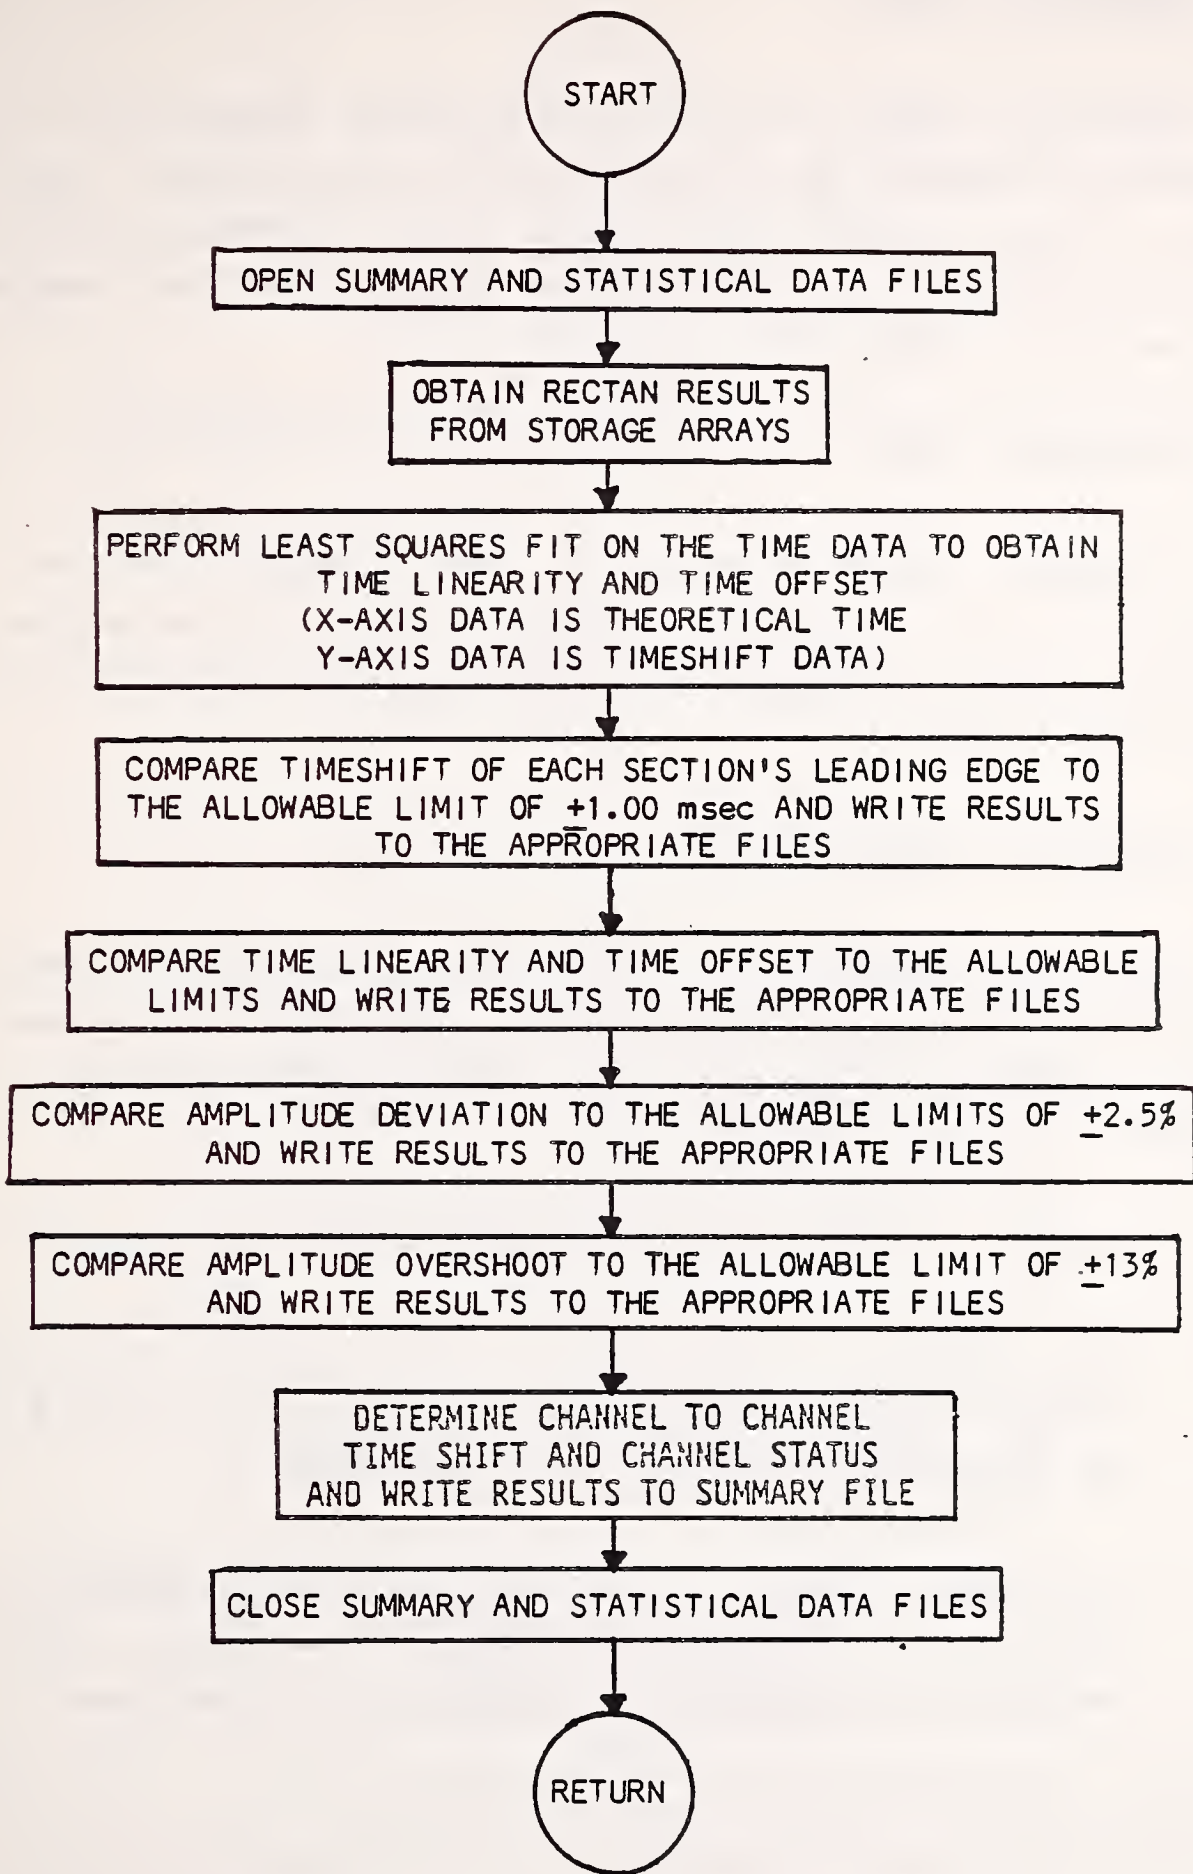 START
OPEN SUMMARY AND STATISTICAL DATA FILES
OBTAIN RECTAN RESULTS
FROM STORAGE ARRAYS
PERFORM LEAST SQUARES FIT ON THE TIME DATA TO OBTAIN
TIME LINEARITY AND TIME OFFSET
(X-AXIS DATA IS THEORETICAL TIME
Y-AXIS DATA IS TIMESHIFT DATA)
COMPARE TIMESHIFT OF EACH SECTION'S LEADING EDGE TO
THE ALLOWABLE LIMIT OF ±1.00 msec AND WRITE RESULTS
TO THE APPROPRIATE FILES
COMPARE TIME LINEARITY AND TIME OFFSET TO THE ALLOWABLE
LIMITS AND WRITE RESULTS TO THE APPROPRIATE FILES
COMPARE AMPLITUDE DEVIATION TO THE ALLOWABLE LIMITS OF ±2.5%
AND WRITE RESULTS TO THE APPROPRIATE FILES
COMPARE AMPLITUDE OVERSHOOT TO THE ALLOWABLE LIMIT OF ±13%
AND WRITE RESULTS TO THE APPROPRIATE FILES
DETERMINE CHANNEL TO CHANNEL
TIME SHIFT AND CHANNEL STATUS
AND WRITE RESULTS TO SUMMARY FILE
CLOSE SUMMARY AND STATISTICAL DATA FILES
RETURN